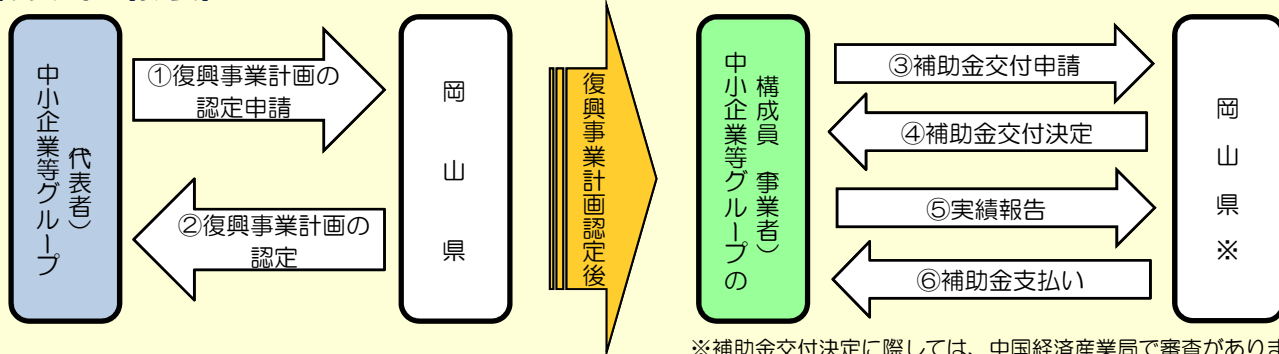 中小企業等グループ
代表者）
①復興事業計画の
認定申請
②復興事業計画の
認定
岡山県
復興事業計画認定後
中小企業等グループの
構成員 事業者）
③補助金交付申請
④補助金交付決定
⑤実績報告
⑥補助金支払い
岡山県※
※補助金交付決定に際しては、中国経済産業局で審査がありま